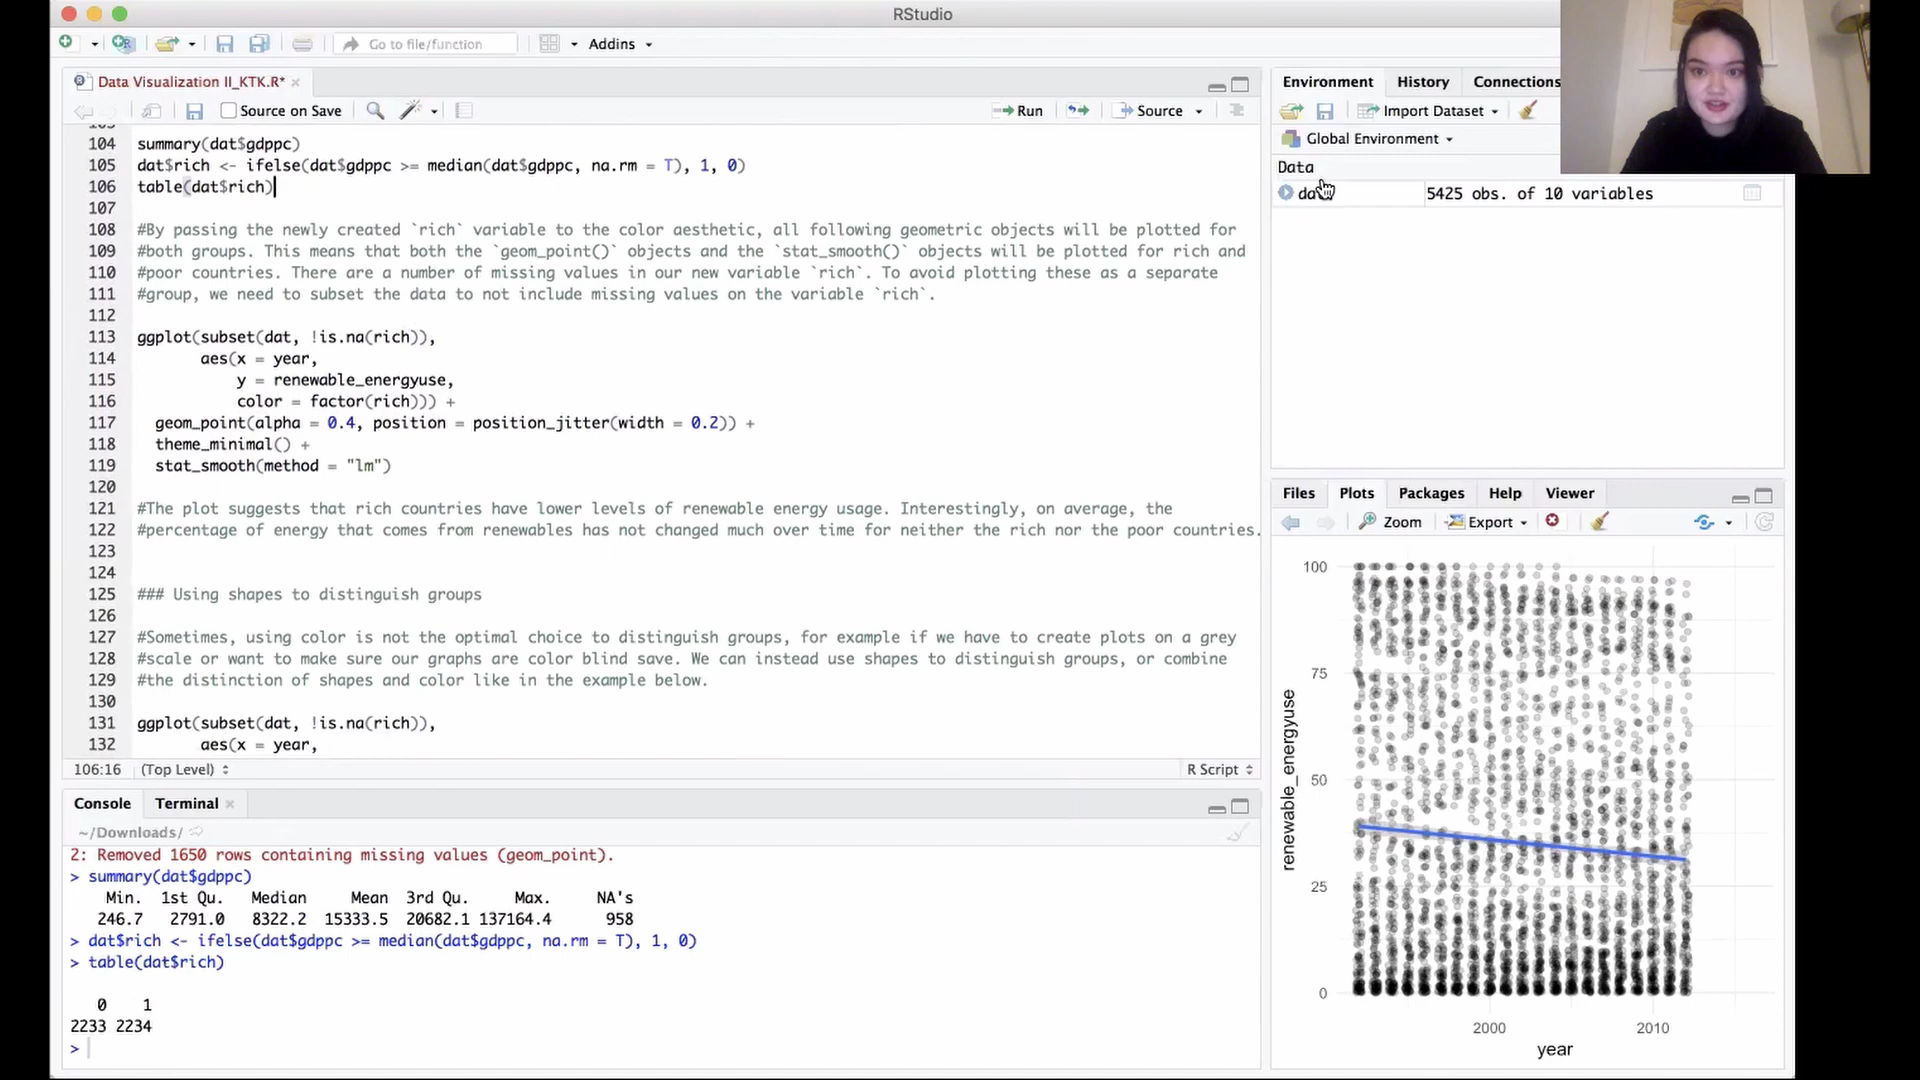 RStudio
Go to file/function
Addins
Data Visualization II_KTK.R*
Source on Save
Run
Source
104 summary(dat$gdppc)
105 dat$rich <- ifelse(dat$gdppc >= median(dat$gdppc, na.rm = T), 1, 0)
106 table(dat$rich)
107
108 #By passing the newly created `rich` variable to the color aesthetic, all following geometric objects will be plotted for
109 #both groups. This means that both the `geom_point()` objects and the `stat_smooth()` objects will be plotted for rich and
110 #poor countries. There are a number of missing values in our new variable `rich`. To avoid plotting these as a separate
111 #group, we need to subset the data to not include missing values on the variable `rich`.
112
113 ggplot(subset(dat, !is.na(rich)),
114 aes(x = year,
115 y = renewable_energyuse,
116 color = factor(rich))) +
117 geom_point(alpha = 0.4, position = position_jitter(width = 0.2)) +
118 theme_minimal() +
119 stat_smooth(method = "lm")
120
121 #The plot suggests that rich countries have lower levels of renewable energy usage. Interestingly, on average, the
122 #percentage of energy that comes from renewables has not changed much over time for neither the rich nor the poor countries.
123
124
125 ### Using shapes to distinguish groups
126
127 #Sometimes, using color is not the optimal choice to distinguish groups, for example if we have to create plots on a grey
128 #scale or want to make sure our graphs are color blind save. We can instead use shapes to distinguish groups, or combine
129 #the distinction of shapes and color like in the example below.
130
131 ggplot(subset(dat, !is.na(rich)),
132 aes(x = year,
106:16 (Top Level) R Script
Console Terminal
~/Downloads/
2: Removed 1650 rows containing missing values (geom_point).
> summary(dat$gdppc)
Min. 1st Qu. Median Mean 3rd Qu. Max. NA's
246.7 2791.0 8322.2 15333.5 20682.1 137164.4 958
> dat$rich <- ifelse(dat$gdppc >= median(dat$gdppc, na.rm = T), 1, 0)
> table(dat$rich)
0 1
2233 2234
>
Environment History Connections
Import Dataset
Global Environment
Data
5425 obs. of 10 variables
Files Plots Packages Help Viewer
Zoom Export
100
75
50
25
0
renewable_energyuse
2000 2010
year